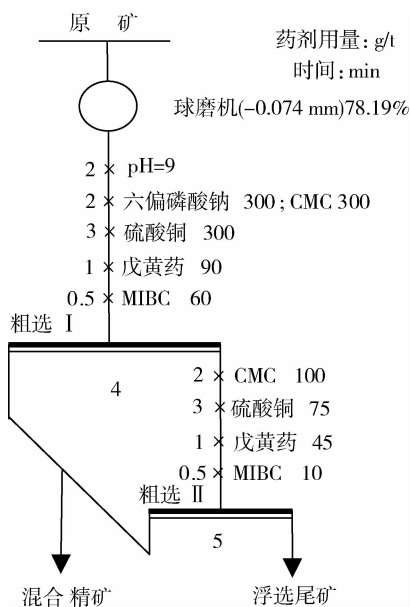 原 矿
药剂用量:g/t
时间:min
球磨机(-0.074 mm)78.19%
2 pH=9
2 六偏磷酸钠 300;CMC 300
3 硫酸铜 300
1 戊黄药 90
0.5 MIBC 60
粗选 Ⅰ
4
2 CMC 100
3 硫酸铜 75
1 戊黄药 45
0.5 MIBC 10
粗选 Ⅱ
5
混合精矿
浮选尾矿